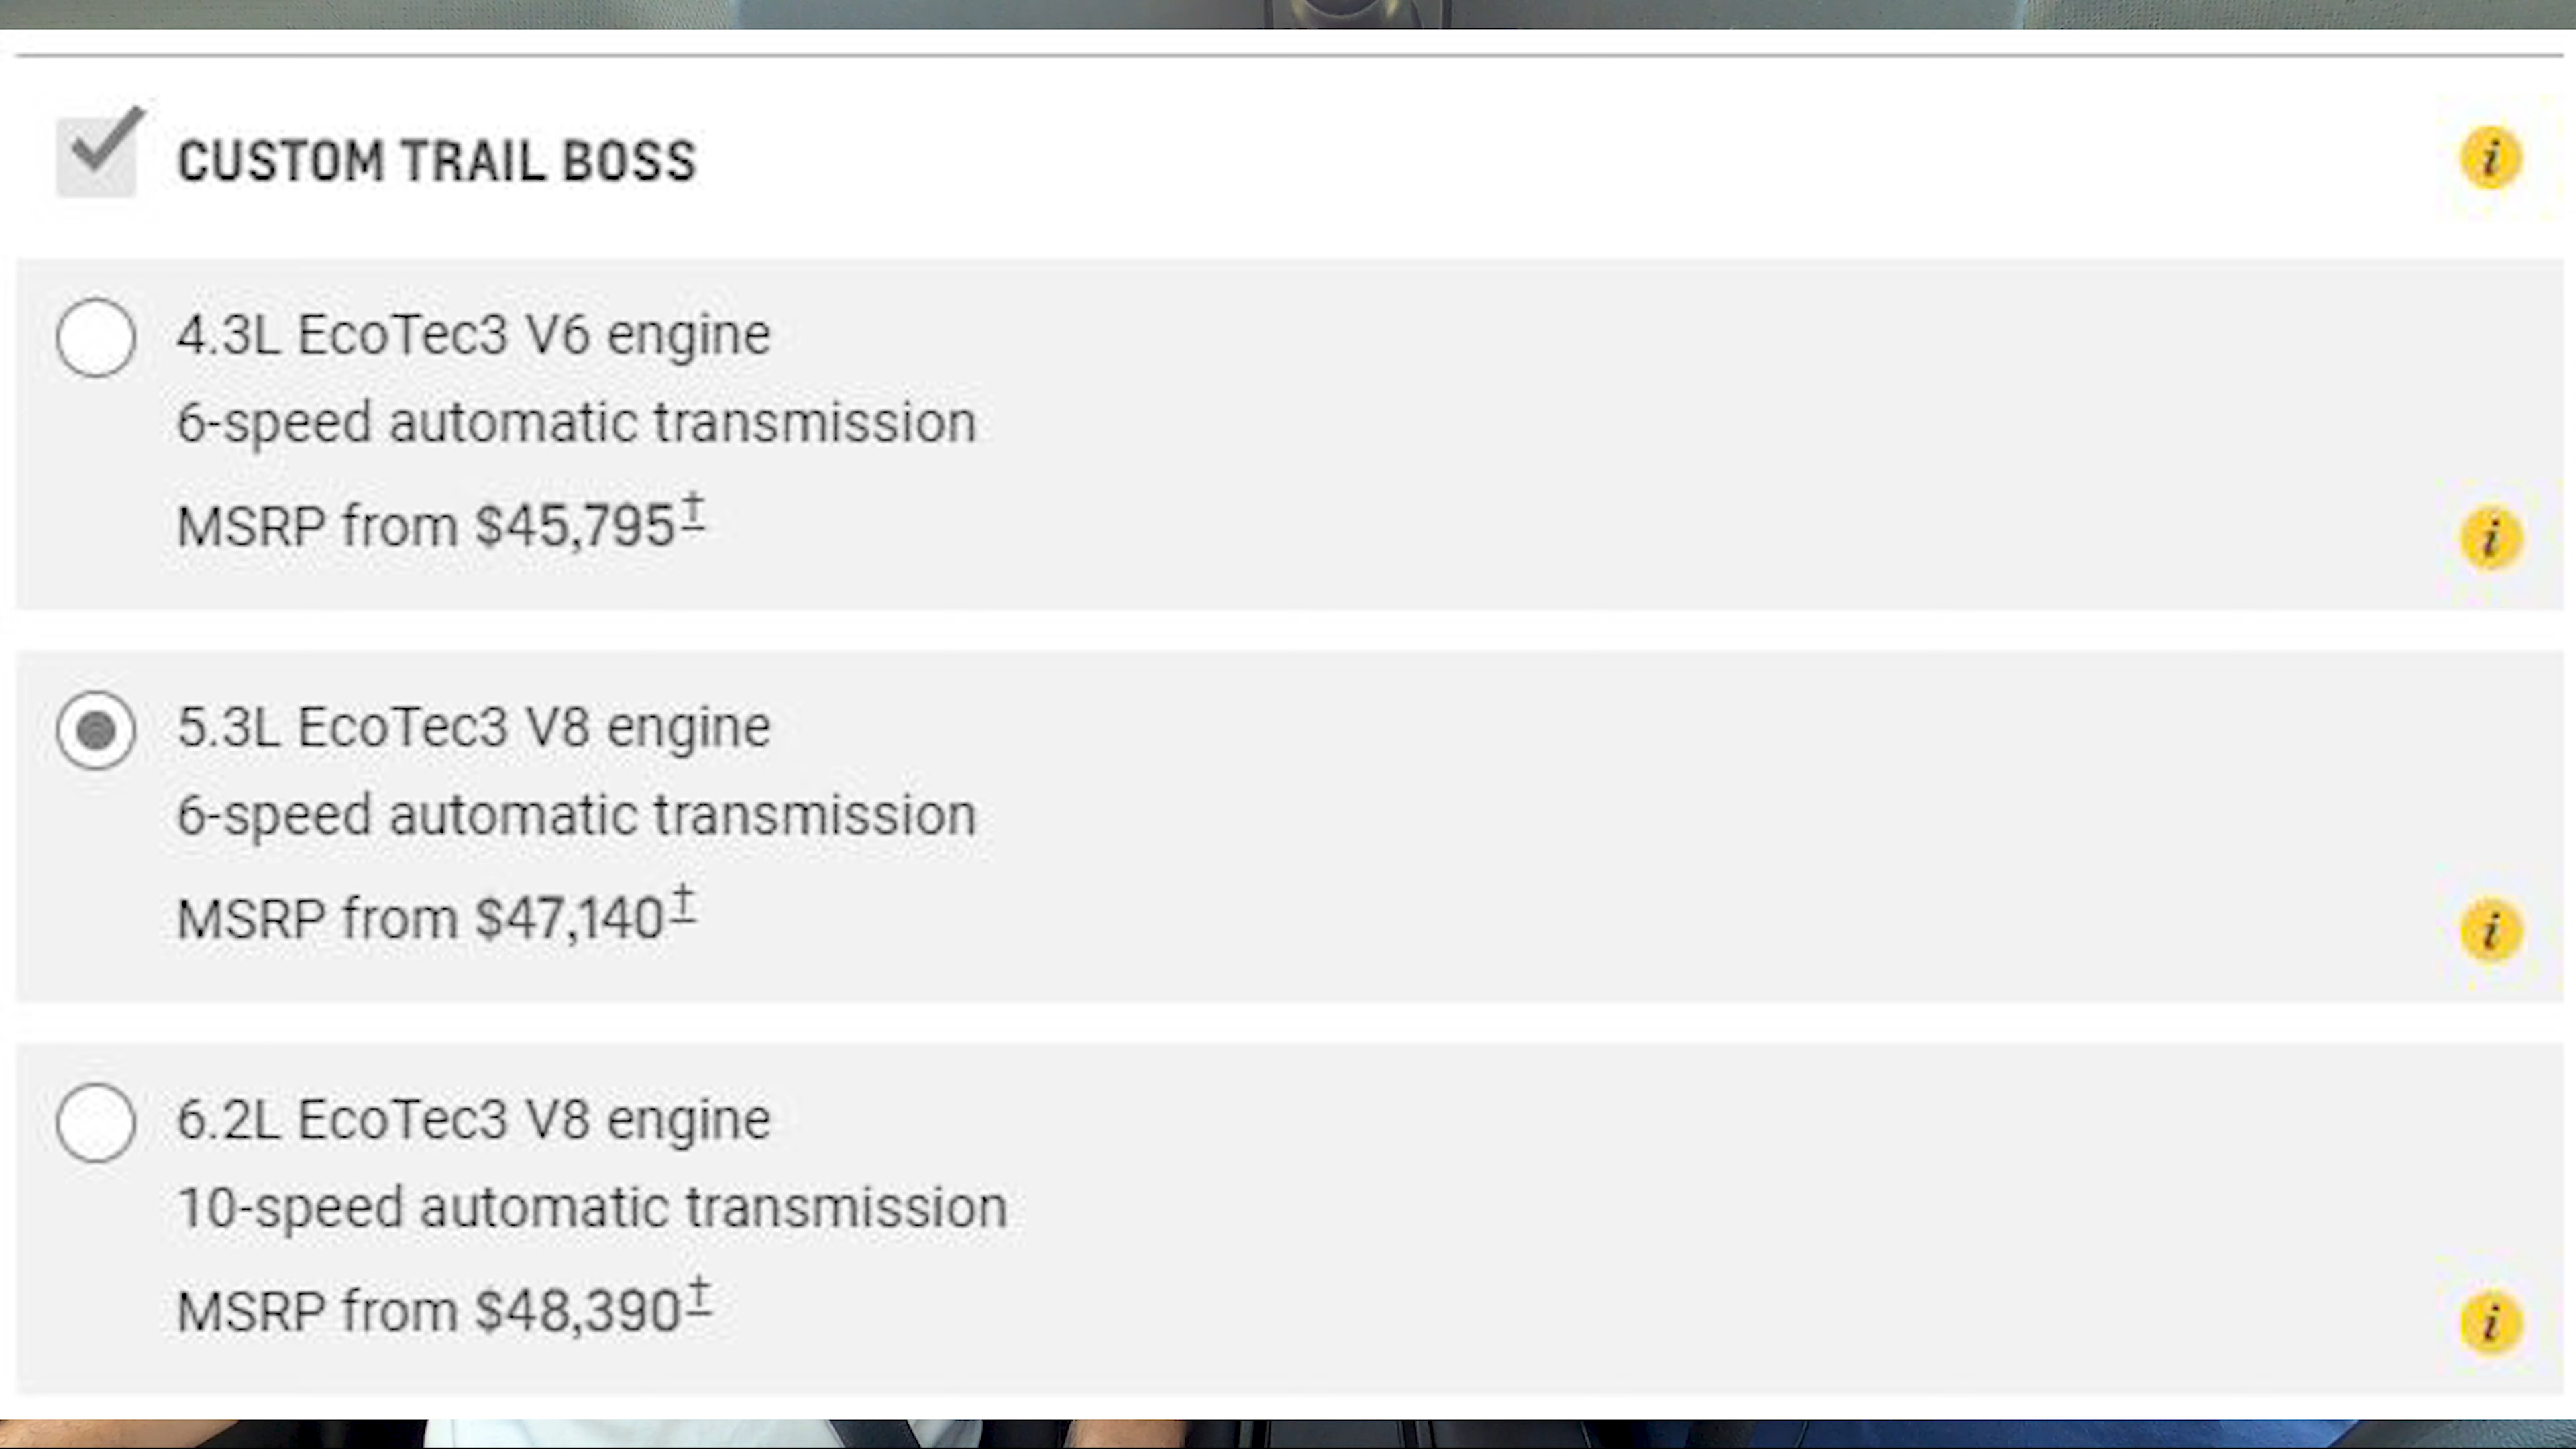 CUSTOM TRAIL BOSS
i
4.3L EcoTec3 V6 engine
6-speed automatic transmission
MSRP from $45,795†
i
5.3L EcoTec3 V8 engine
6-speed automatic transmission
MSRP from $47,140†
i
6.2L EcoTec3 V8 engine
10-speed automatic transmission
MSRP from $48,390†
i